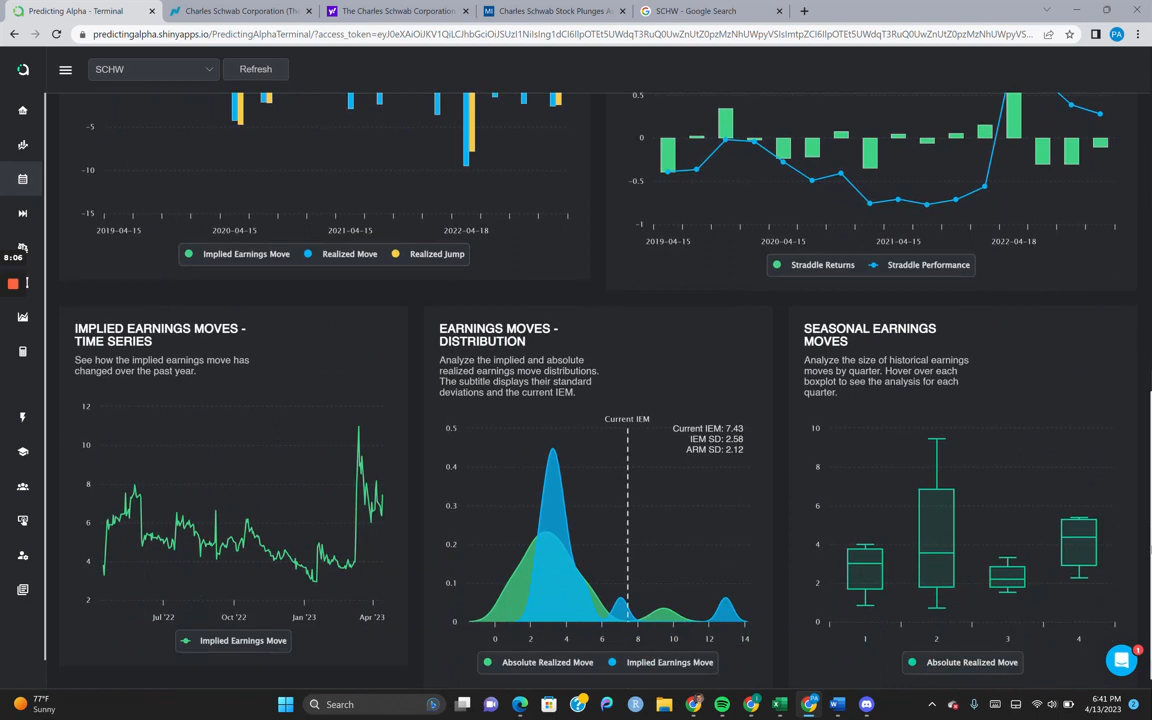 Predicting Alpha - Terminal
Charles Schwab Corporation (The
The Charles Schwab Corporation
Charles Schwab Stock Plunges A
SCHW - Google Search
PA
SCHW
Refresh
8:06
-5
-10
-15
2019-04-15
2020-04-15
2021-04-15
2022-04-18
Implied Earnings Move
Realized Move
Realized Jump
0.5
0
-0.5
-1
2019-04-15
2020-04-15
2021-04-15
2022-04-18
Straddle Returns
Straddle Performance
IMPLIED EARNINGS MOVES -
TIME SERIES
See how the implied earnings move has
changed over the past year.
12
10
8
6
4
2
Jul '22
Oct '22
Jan '23
Apr '23
Implied Earnings Move
EARNINGS MOVES -
DISTRIBUTION
Analyze the implied and absolute
realized earnings move distributions.
The subtitle displays their standard
deviations and the current IEM.
Current IEM
Current IEM: 7.43
IEM SD: 2.58
ARM SD: 2.12
0.5
0.4
0.3
0.2
0.1
0
0
2
4
6
8
10
12
14
Absolute Realized Move
Implied Earnings Move
SEASONAL EARNINGS
MOVES
Analyze the size of historical earnings
moves by quarter. Hover over each
boxplot to see the analysis for each
quarter.
10
8
6
4
2
0
1
2
3
4
Absolute Realized Move
1
77°F
Sunny
Search
6:41 PM
4/13/2023